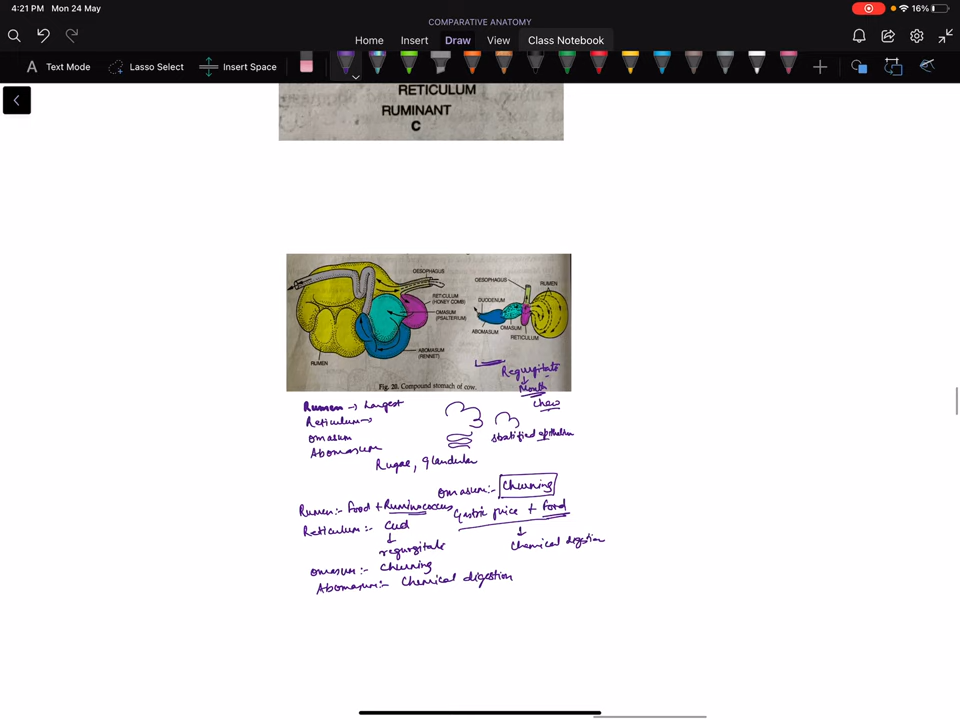 4:21 PM Mon 24 May
16%
COMPARATIVE ANATOMY
Home Insert Draw View Class Notebook
Text Mode Lasso Select Insert Space
RETICULUM
RUMINANT
C
OESOPHAGUS
RETICULUM
(HONEY COMB)
OMASUM
(PSALTERIUM)
ABOMASUM
(RENNET)
RUMEN
OESOPHAGUS
RUMEN
DUODENUM
OMASUM
ABOMASUM
RETICULUM
Fig. 20. Compound stomach of cow.
Regurgitate
↓
Mouth
chew
Rumen → Largest
Reticulum →
omasum
Abomasum
stratified epithelium
Rugae, glandular
omasum:- Churning
Rumen:- Food + Ruminococcus
Gastric juice + Food
↓
Chemical digestion
Reticulum:- Cud
↓
regurgitate
omasum:- Churning
Abomasum:- Chemical digestion